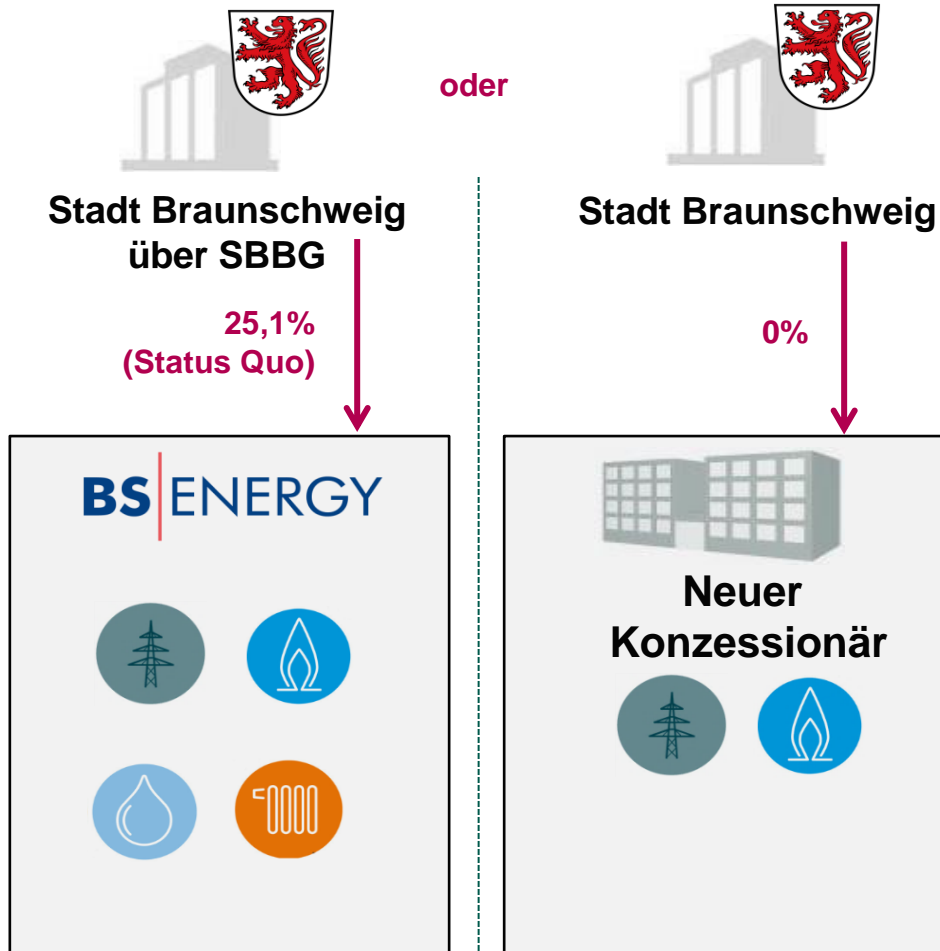 oder
Stadt Braunschweig
über SBBG
25,1%
(Status Quo)
BS ENERGY
Stadt Braunschweig
0%
Neuer
Konzessionär